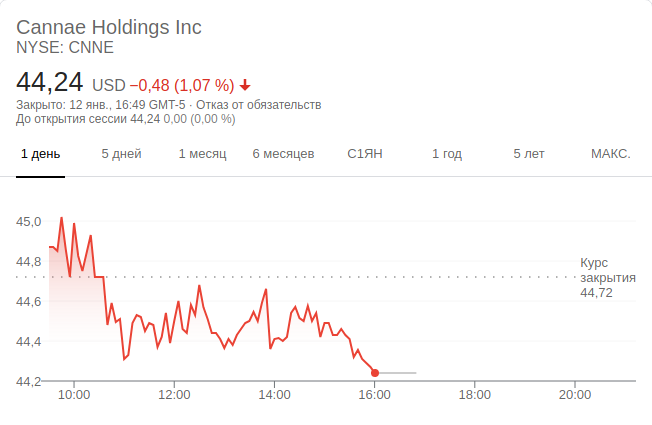 Cannae Holdings Inc
NYSE: CNNE
44,24 USD −0,48 (1,07 %)
Закрыто: 12 янв., 16:49 GMT-5 · Отказ от обязательств
До открытия сессии 44,24 0,00 (0,00 %)
1 день 5 дней 1 месяц 6 месяцев С1ЯН 1 год 5 лет МАКС.
45,0
44,8
Курс
закрытия
44,72
44,6
44,4
44,2
10:00 12:00 14:00 16:00 18:00 20:00